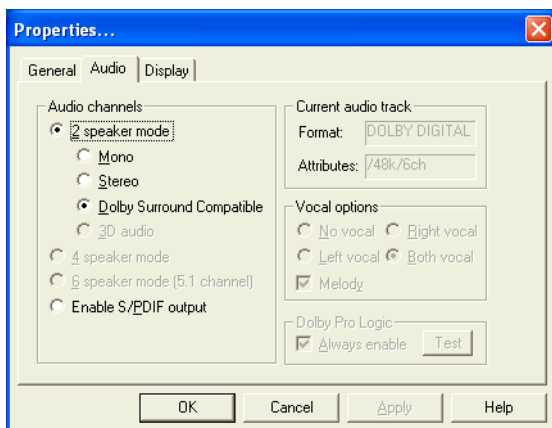 Properties...
General Audio Display
Audio channels
2 speaker mode
Mono
Stereo
Dolby Surround Compatible
3D audio
4 speaker mode
6 speaker mode (5.1 channel)
Enable S/PDIF output
Current audio track
Format: DOLBY DIGITAL
Attributes: /48k/6ch
Vocal options
No vocal Right vocal
Left vocal Both vocal
Melody
Dolby Pro Logic
Always enable Test
OK Cancel Apply Help